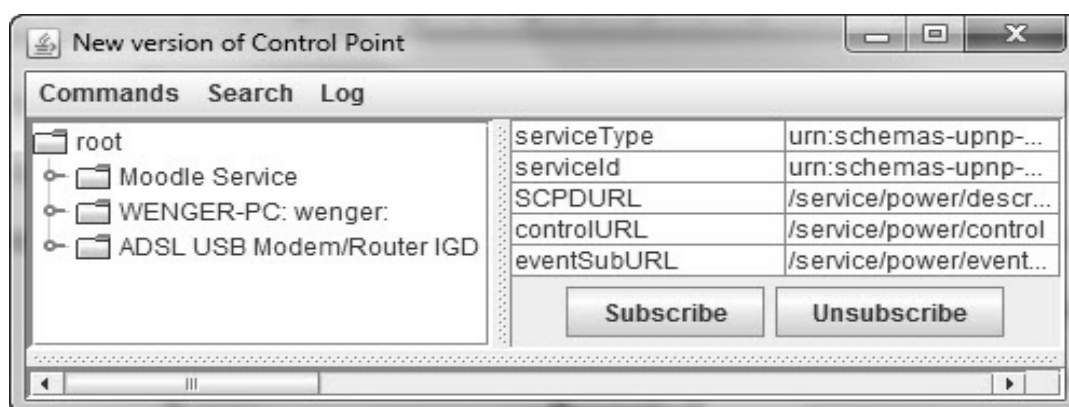 New version of Control Point
Commands Search Log
root
Moodle Service
WENGER-PC: wenger:
ADSL USB Modem/Router IGD
serviceType urn:schemas-upnp-...
serviceId urn:schemas-upnp-...
SCPDURL /service/power/descr...
controlURL /service/power/control
eventSubURL /service/power/event...
Subscribe Unsubscribe